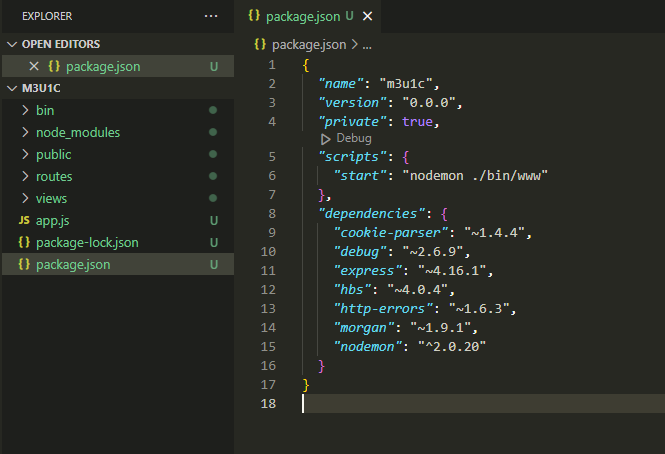 EXPLORER
OPEN EDITORS
{} package.json U
M3U1C
bin
node_modules
public
routes
views
JS app.js U
{} package-lock.json U
{} package.json U
{} package.json U
{} package.json > ...
1 {
2 "name": "m3u1c",
3 "version": "0.0.0",
4 "private": true,
Debug
5 "scripts": {
6 "start": "nodemon ./bin/www"
7 },
8 "dependencies": {
9 "cookie-parser": "~1.4.4",
10 "debug": "~2.6.9",
11 "express": "~4.16.1",
12 "hbs": "~4.0.4",
13 "http-errors": "~1.6.3",
14 "morgan": "~1.9.1",
15 "nodemon": "^2.0.20"
16 }
17 }
18